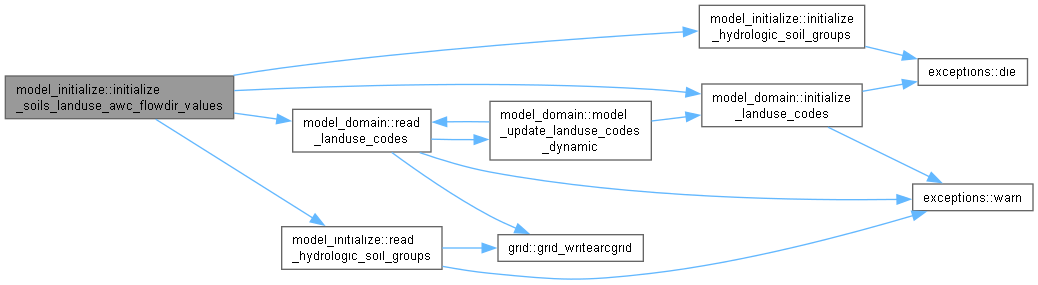 model_initialize::initialize
_soils_landuse_awc_flowdir_values
model_initialize::initialize
_hydrologic_soil_groups
exceptions::die
model_domain::initialize
_landuse_codes
model_domain::read
_landuse_codes
model_domain::model
_update_landuse_codes
_dynamic
exceptions::warn
model_initialize::read
_hydrologic_soil_groups
grid::grid_writearcgrid